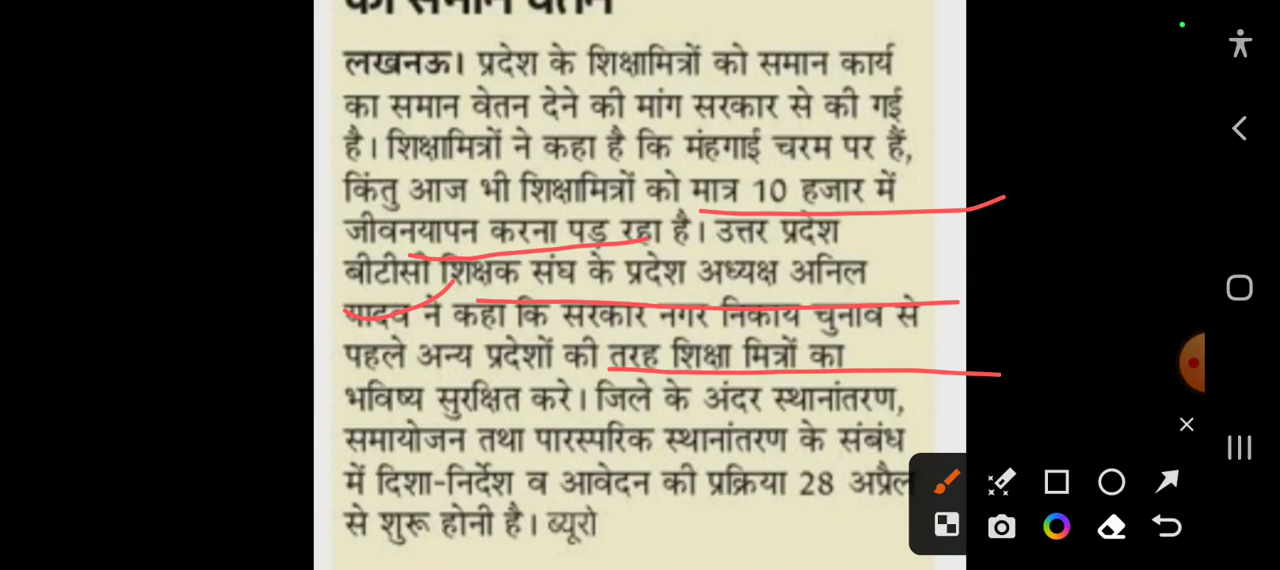 को समान वेतन
लखनऊ। प्रदेश के शिक्षामित्रों को समान कार्य
का समान वेतन देने की मांग सरकार से की गई
है। शिक्षामित्रों ने कहा है कि मंहगाई चरम पर हैं,
किंतु आज भी शिक्षामित्रों को मात्र 10 हजार में
जीवनयापन करना पड़ रहा है। उत्तर प्रदेश
बीटीसी शिक्षक संघ के प्रदेश अध्यक्ष अनिल
यादव ने कहा कि सरकार नगर निकाय चुनाव से
पहले अन्य प्रदेशों की तरह शिक्षा मित्रों का
भविष्य सुरक्षित करे। जिले के अंदर स्थानांतरण,
समायोजन तथा पारस्परिक स्थानांतरण के संबंध
में दिशा-निर्देश व आवेदन की प्रक्रिया 28 अप्रैल
से शुरू होनी है। ब्यूरो